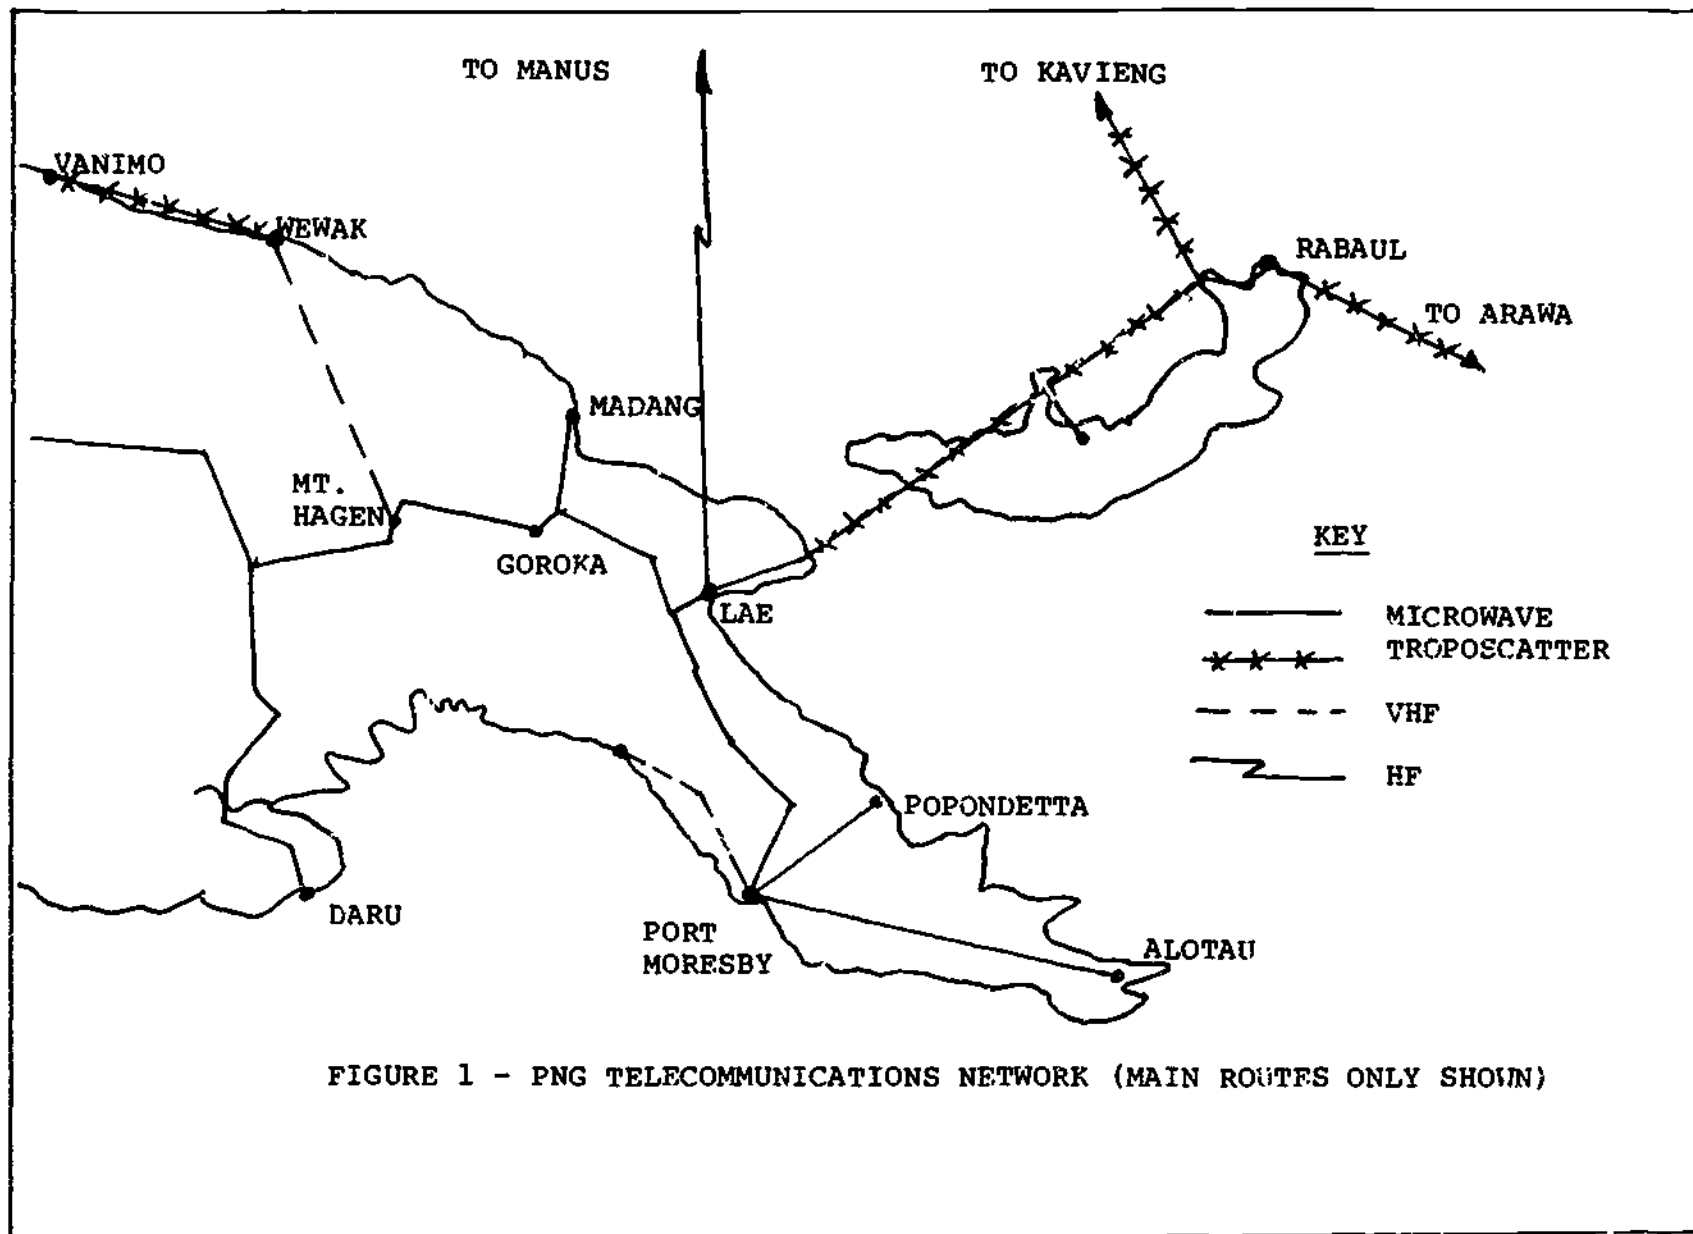 TO MANUS
TO KAVIENG
VANIMO
WEWAK
RABAUL
TO ARAWA
MADANG
MT.
HAGEN
GOROKA
LAE
KEY
MICROWAVE
TROPOSCATTER
VHF
HF
POPONDETTA
DARU
PORT
MORESBY
ALOTAU
FIGURE 1 - PNG TELECOMMUNICATIONS NETWORK (MAIN ROUTES ONLY SHOWN)